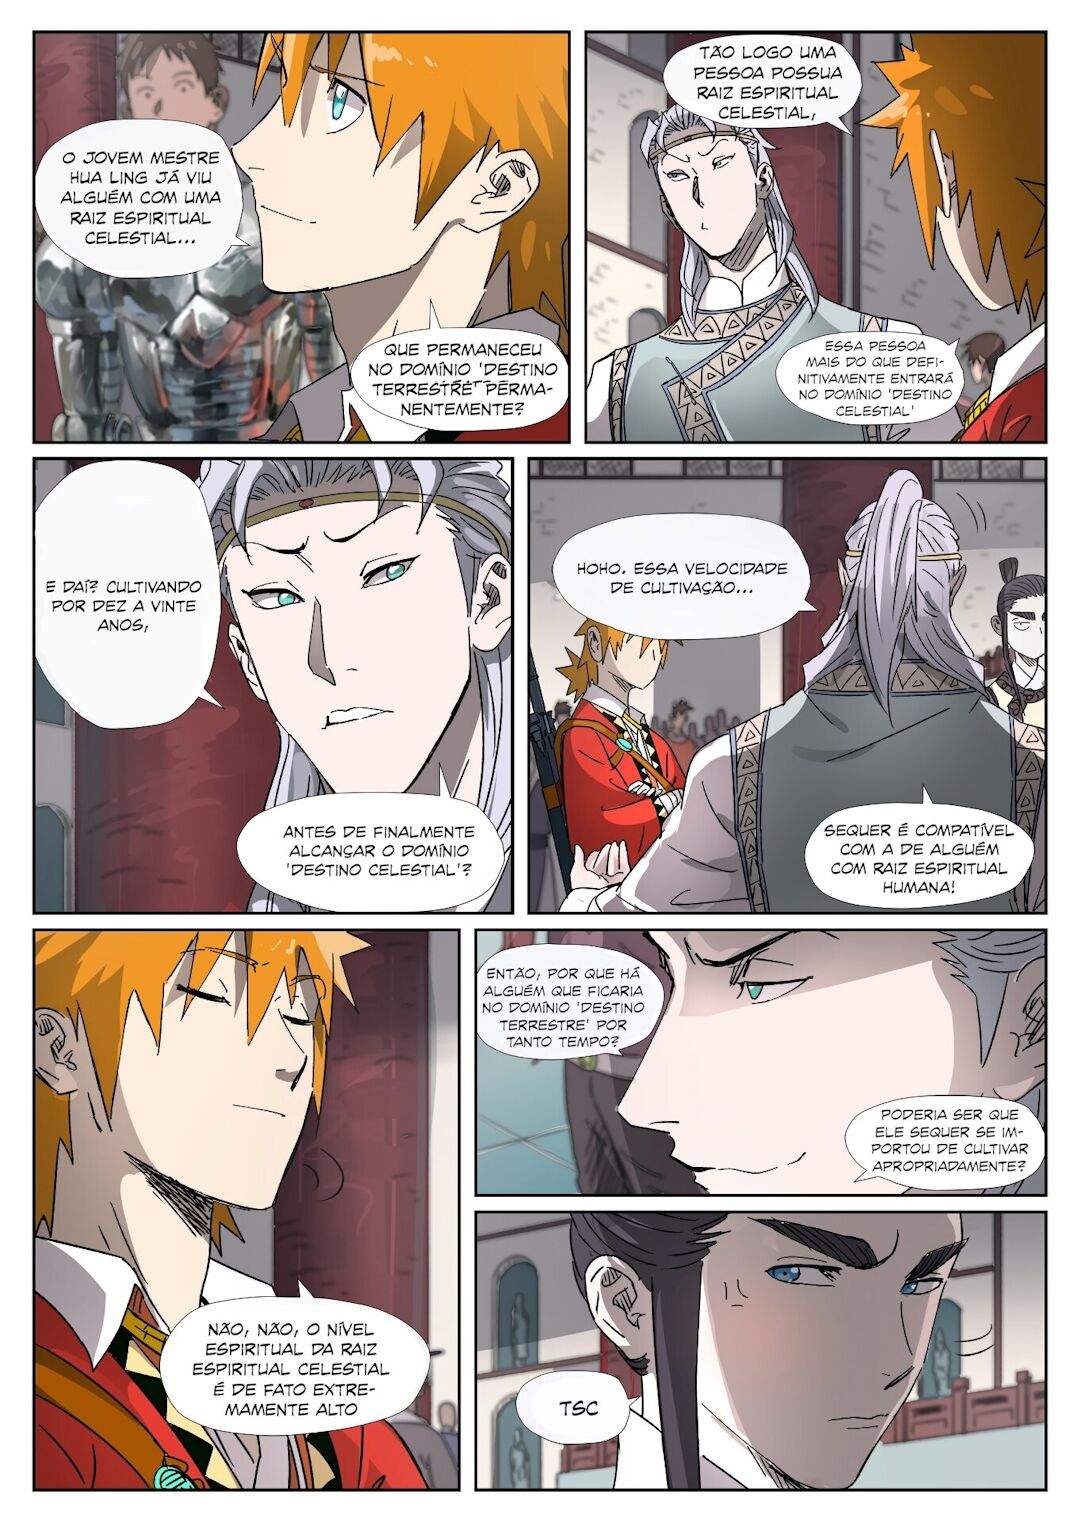 O JOVEM MESTRE
HUA LING JÁ VIU
ALGUÉM COM UMA
RAIZ ESPIRITUAL
CELESTIAL...
QUE PERMANECEU
NO DOMÍNIO 'DESTINO
TERRESTRE' PERMA-
NENTEMENTE?
TÃO LOGO UMA
PESSOA POSSUA
RAIZ ESPIRITUAL
CELESTIAL,
ESSA PESSOA
MAIS DO QUE DEFI-
NITIVAMENTE ENTRARÁ
NO DOMÍNIO 'DESTINO
CELESTIAL'
E DAÍ? CULTIVANDO
POR DEZ A VINTE
ANOS,
ANTES DE FINALMENTE
ALCANÇAR O DOMÍNIO
'DESTINO CELESTIAL'?
HOHO. ESSA VELOCIDADE
DE CULTIVAÇÃO...
SEQUER É COMPATÍVEL
COM A DE ALGUÉM
COM RAIZ ESPIRITUAL
HUMANA!
NÃO, NÃO, O NÍVEL
ESPIRITUAL DA RAIZ
ESPIRITUAL CELESTIAL
É DE FATO EXTRE-
MAMENTE ALTO
ENTÃO, POR QUE HÁ
ALGUÉM QUE FICARIA
NO DOMÍNIO 'DESTINO
TERRESTRE' POR
TANTO TEMPO?
PODERIA SER QUE
ELE SEQUER SE IM-
PORTOU DE CULTIVAR
APROPRIADAMENTE?
TSC